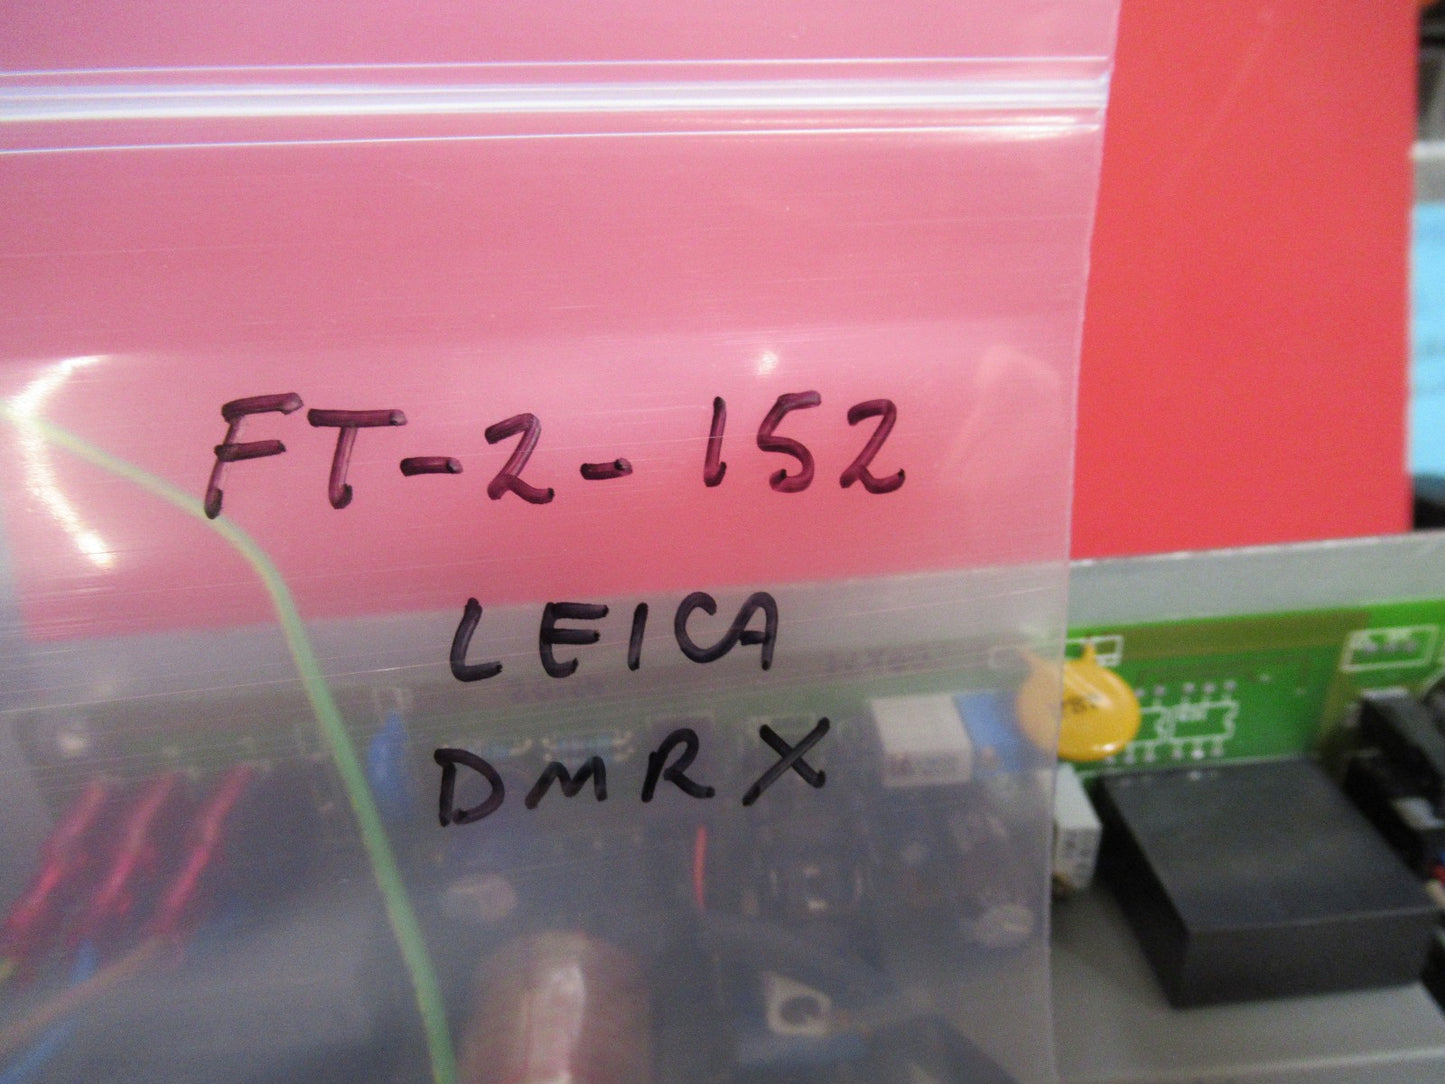 FT-2-152
LEICA
DMRX